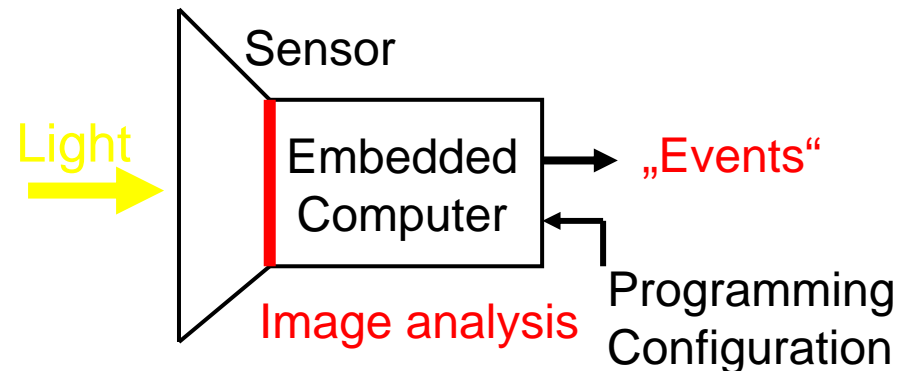 Sensor
Light
Embedded
Computer
„Events“
Image analysis
Programming
Configuration